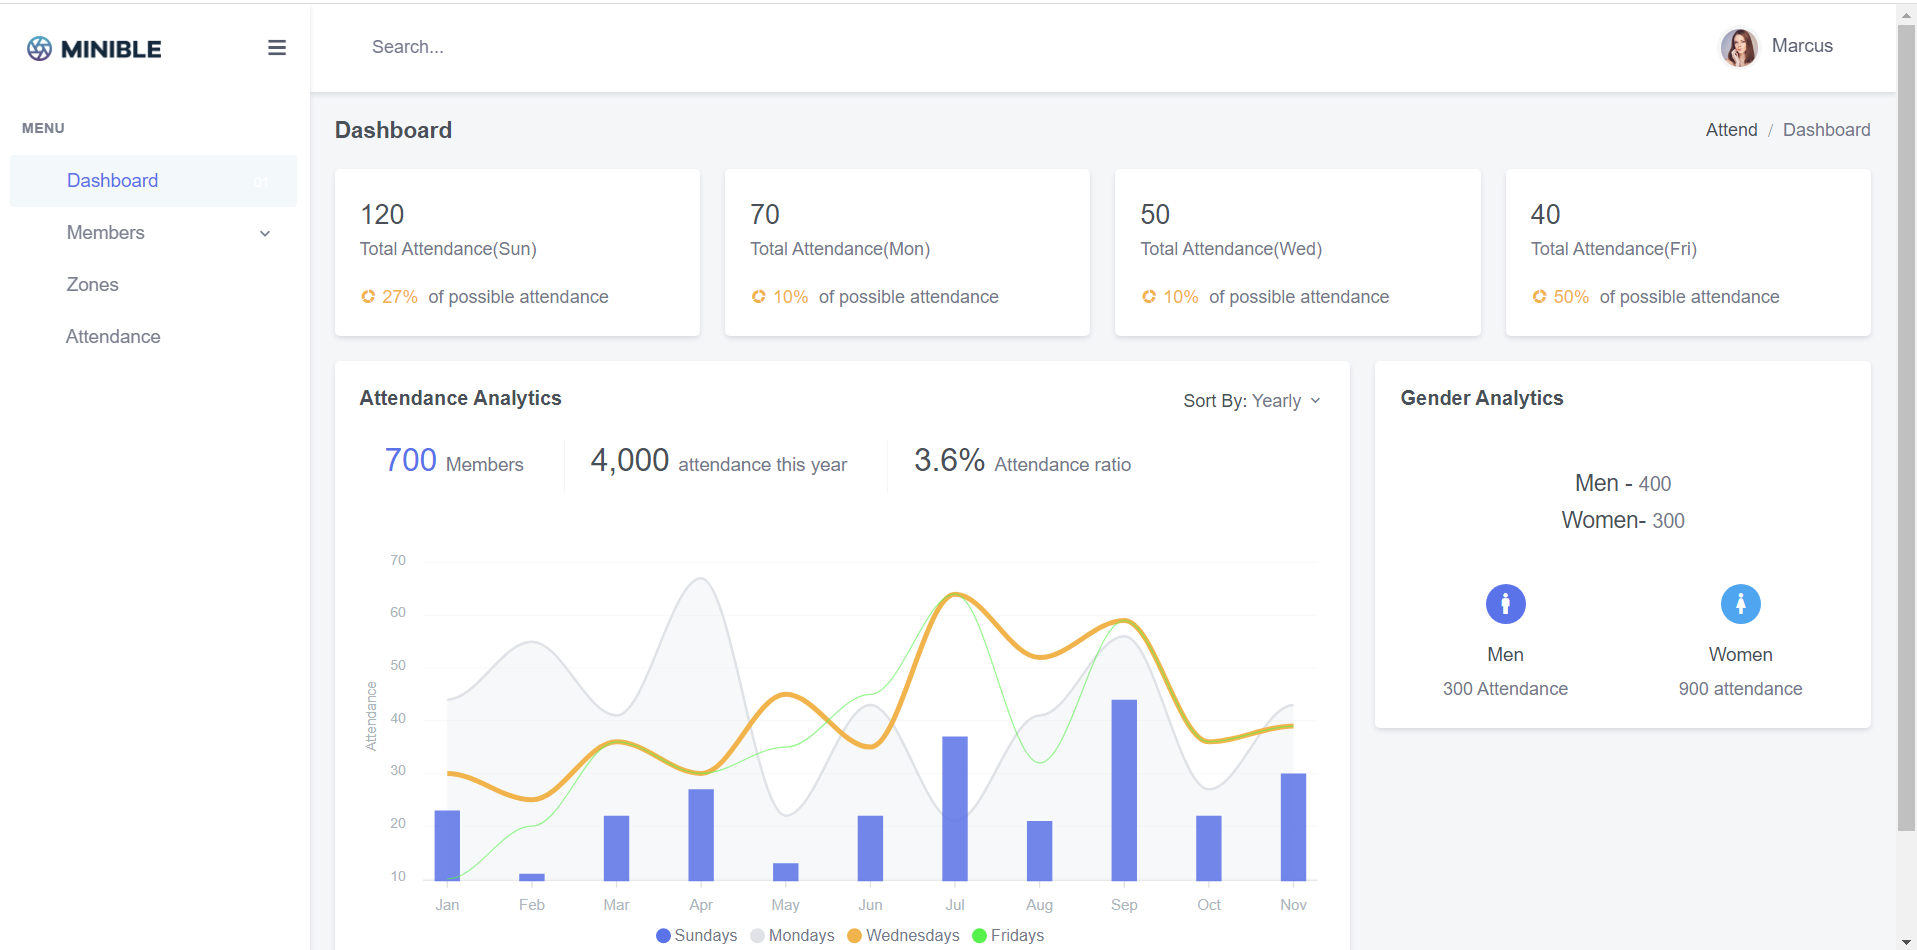 MINIBLE
Search...
Marcus
MENU
Dashboard
01
Members
Zones
Attendance
Dashboard
Attend / Dashboard
120
Total Attendance(Sun)
27% of possible attendance
70
Total Attendance(Mon)
10% of possible attendance
50
Total Attendance(Wed)
10% of possible attendance
40
Total Attendance(Fri)
50% of possible attendance
Attendance Analytics
Sort By: Yearly
700 Members
4,000 attendance this year
3.6% Attendance ratio
70
60
50
40
30
20
10
Attendance
Jan Feb Mar Apr May Jun Jul Aug Sep Oct Nov
Sundays Mondays Wednesdays Fridays
Gender Analytics
Men - 400
Women- 300
Men
300 Attendance
Women
900 attendance